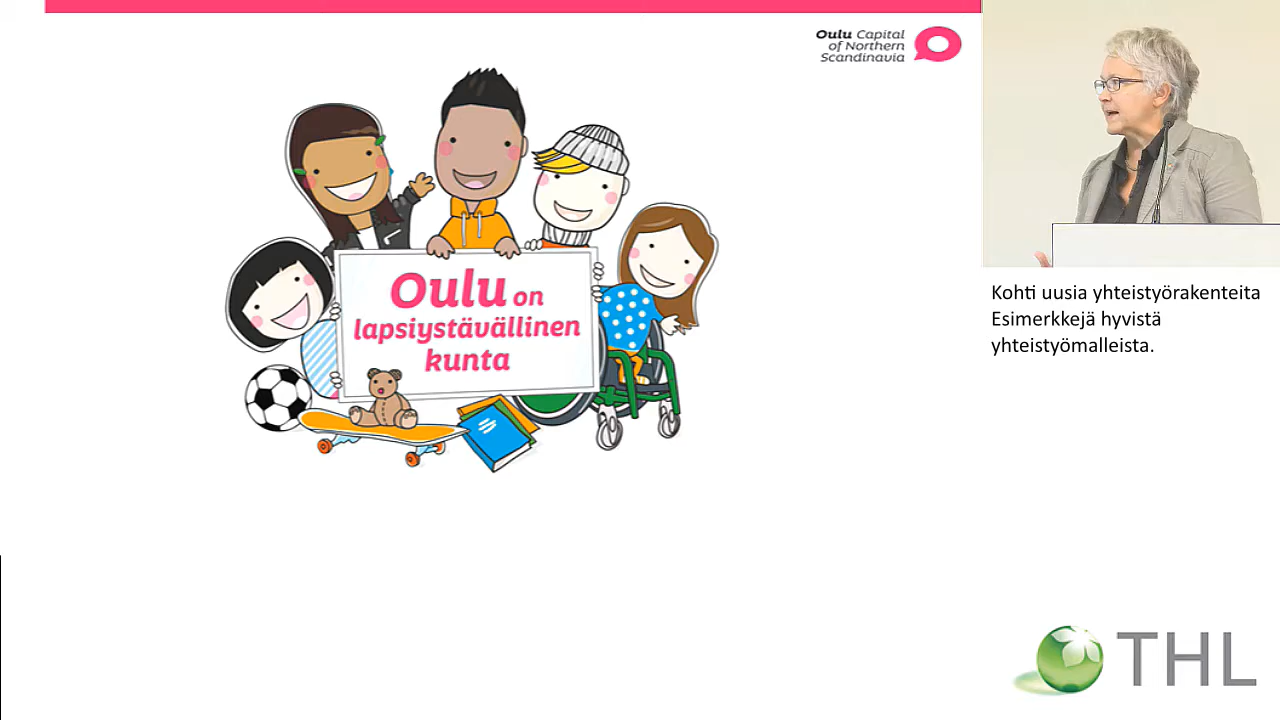 Oulu Capital
of Northern
Scandinavia
Oulu on
lapsiystävällinen
kunta
Kohti uusia yhteistyörakenteita
Esimerkkejä hyvistä
yhteistyömalleista.
THL